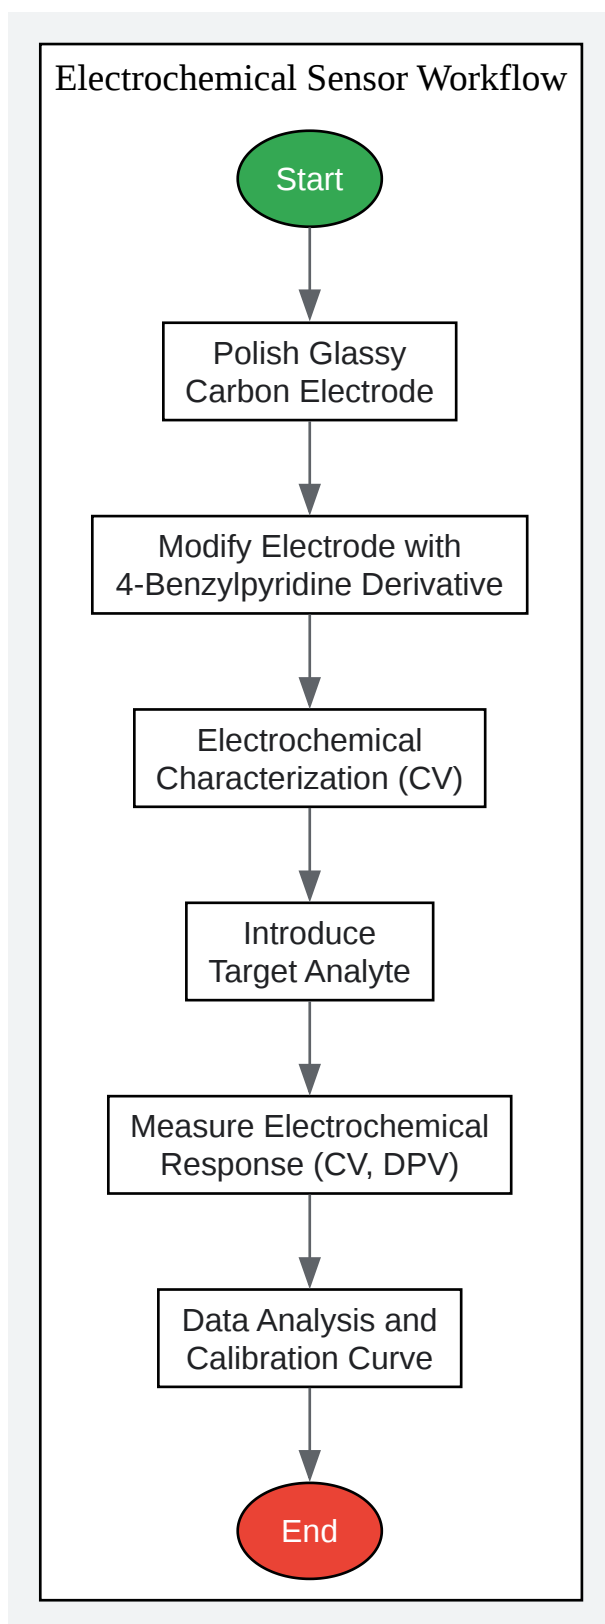 Electrochemical Sensor Workflow
Start
Polish Glassy
Carbon Electrode
Modify Electrode with
4-Benzylpyridine Derivative
Electrochemical
Characterization (CV)
Introduce
Target Analyte
Measure Electrochemical
Response (CV, DPV)
Data Analysis and
Calibration Curve
End